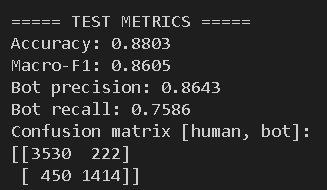 ===== TEST METRICS =====
Accuracy: 0.8803
Macro-F1: 0.8605
Bot precision: 0.8643
Bot recall: 0.7586
Confusion matrix [human, bot]:
[[3530  222]
 [ 450 1414]]